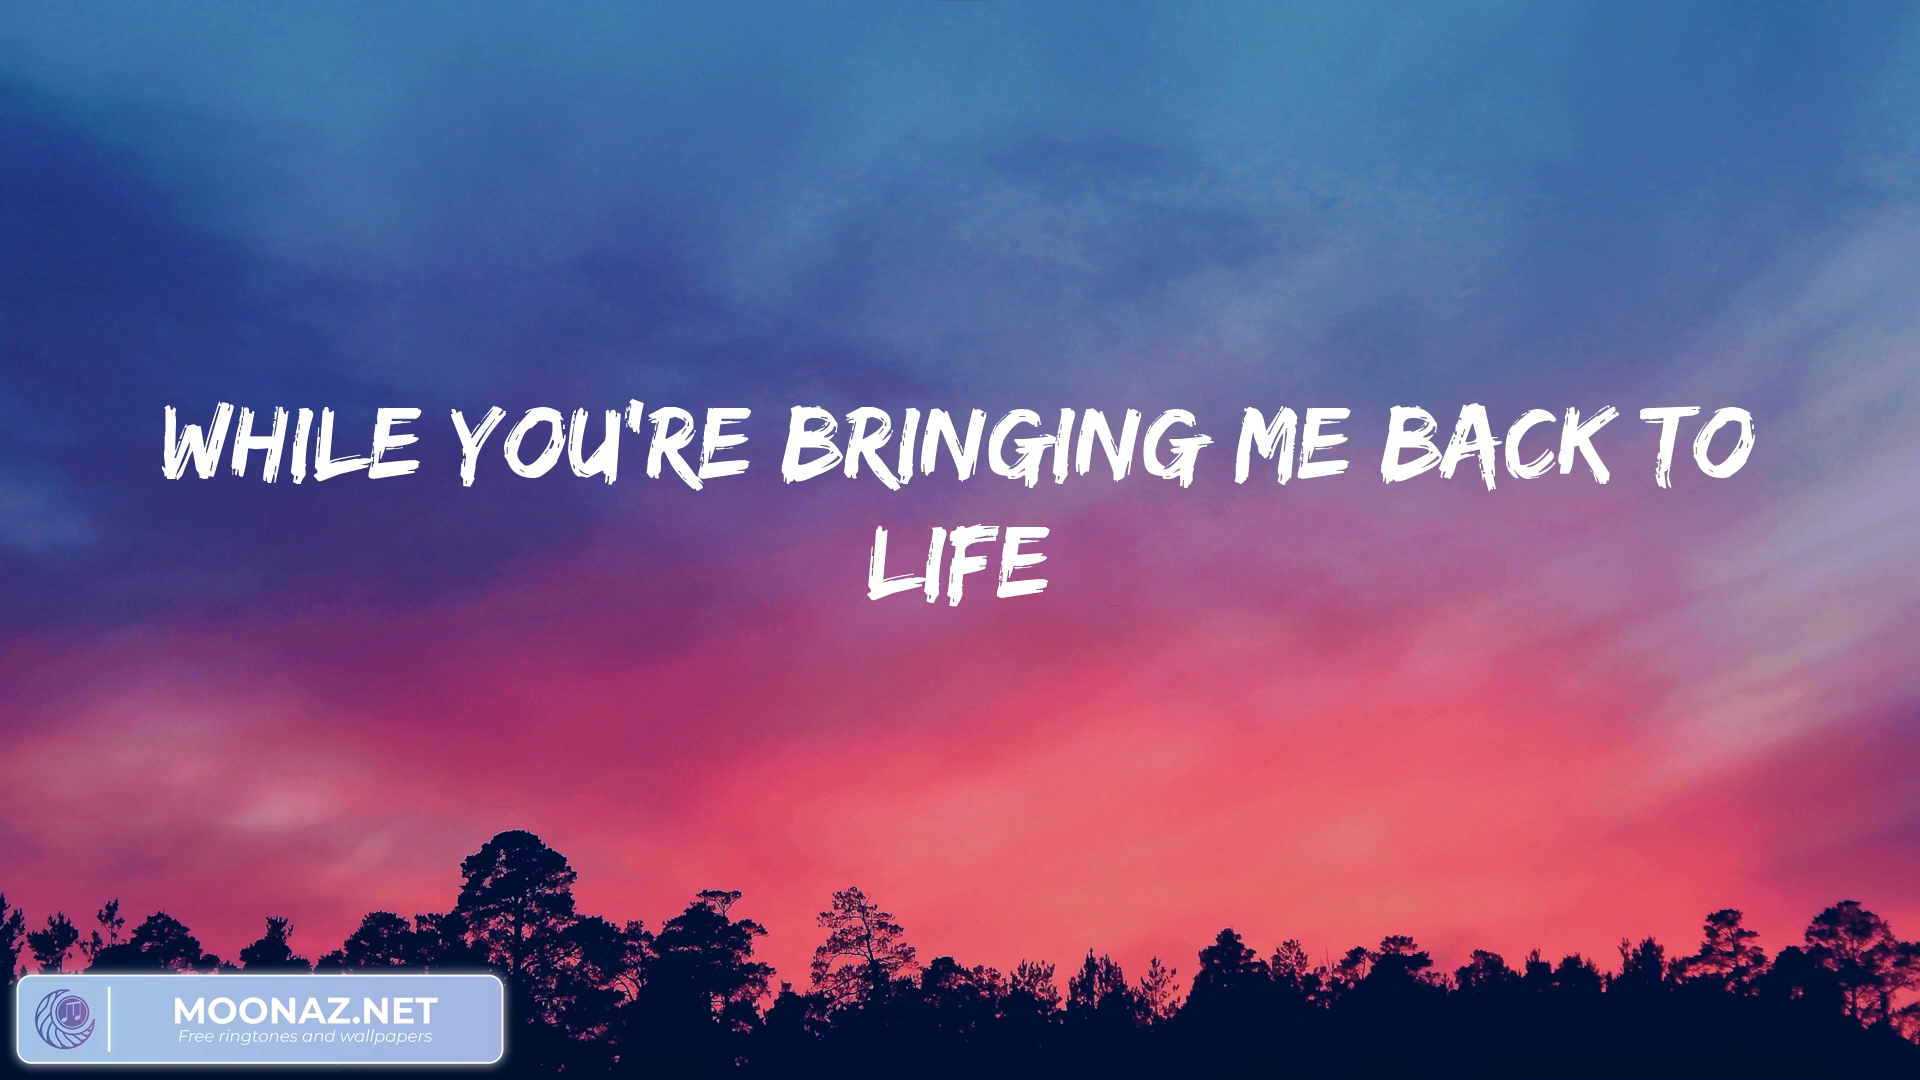 WHILE YOU'RE BRINGING ME BACK TO
LIFE
MOONAZ.NET
Free ringtones and wallpapers